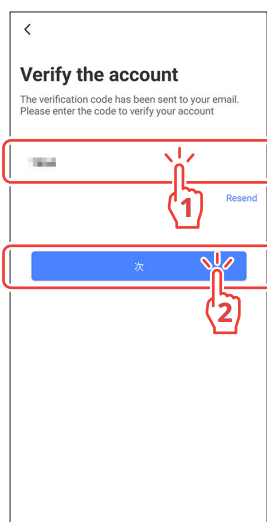 Verify the account
The verification code has been sent to your email.
Please enter the code to verify your account
1
Resend
次
2